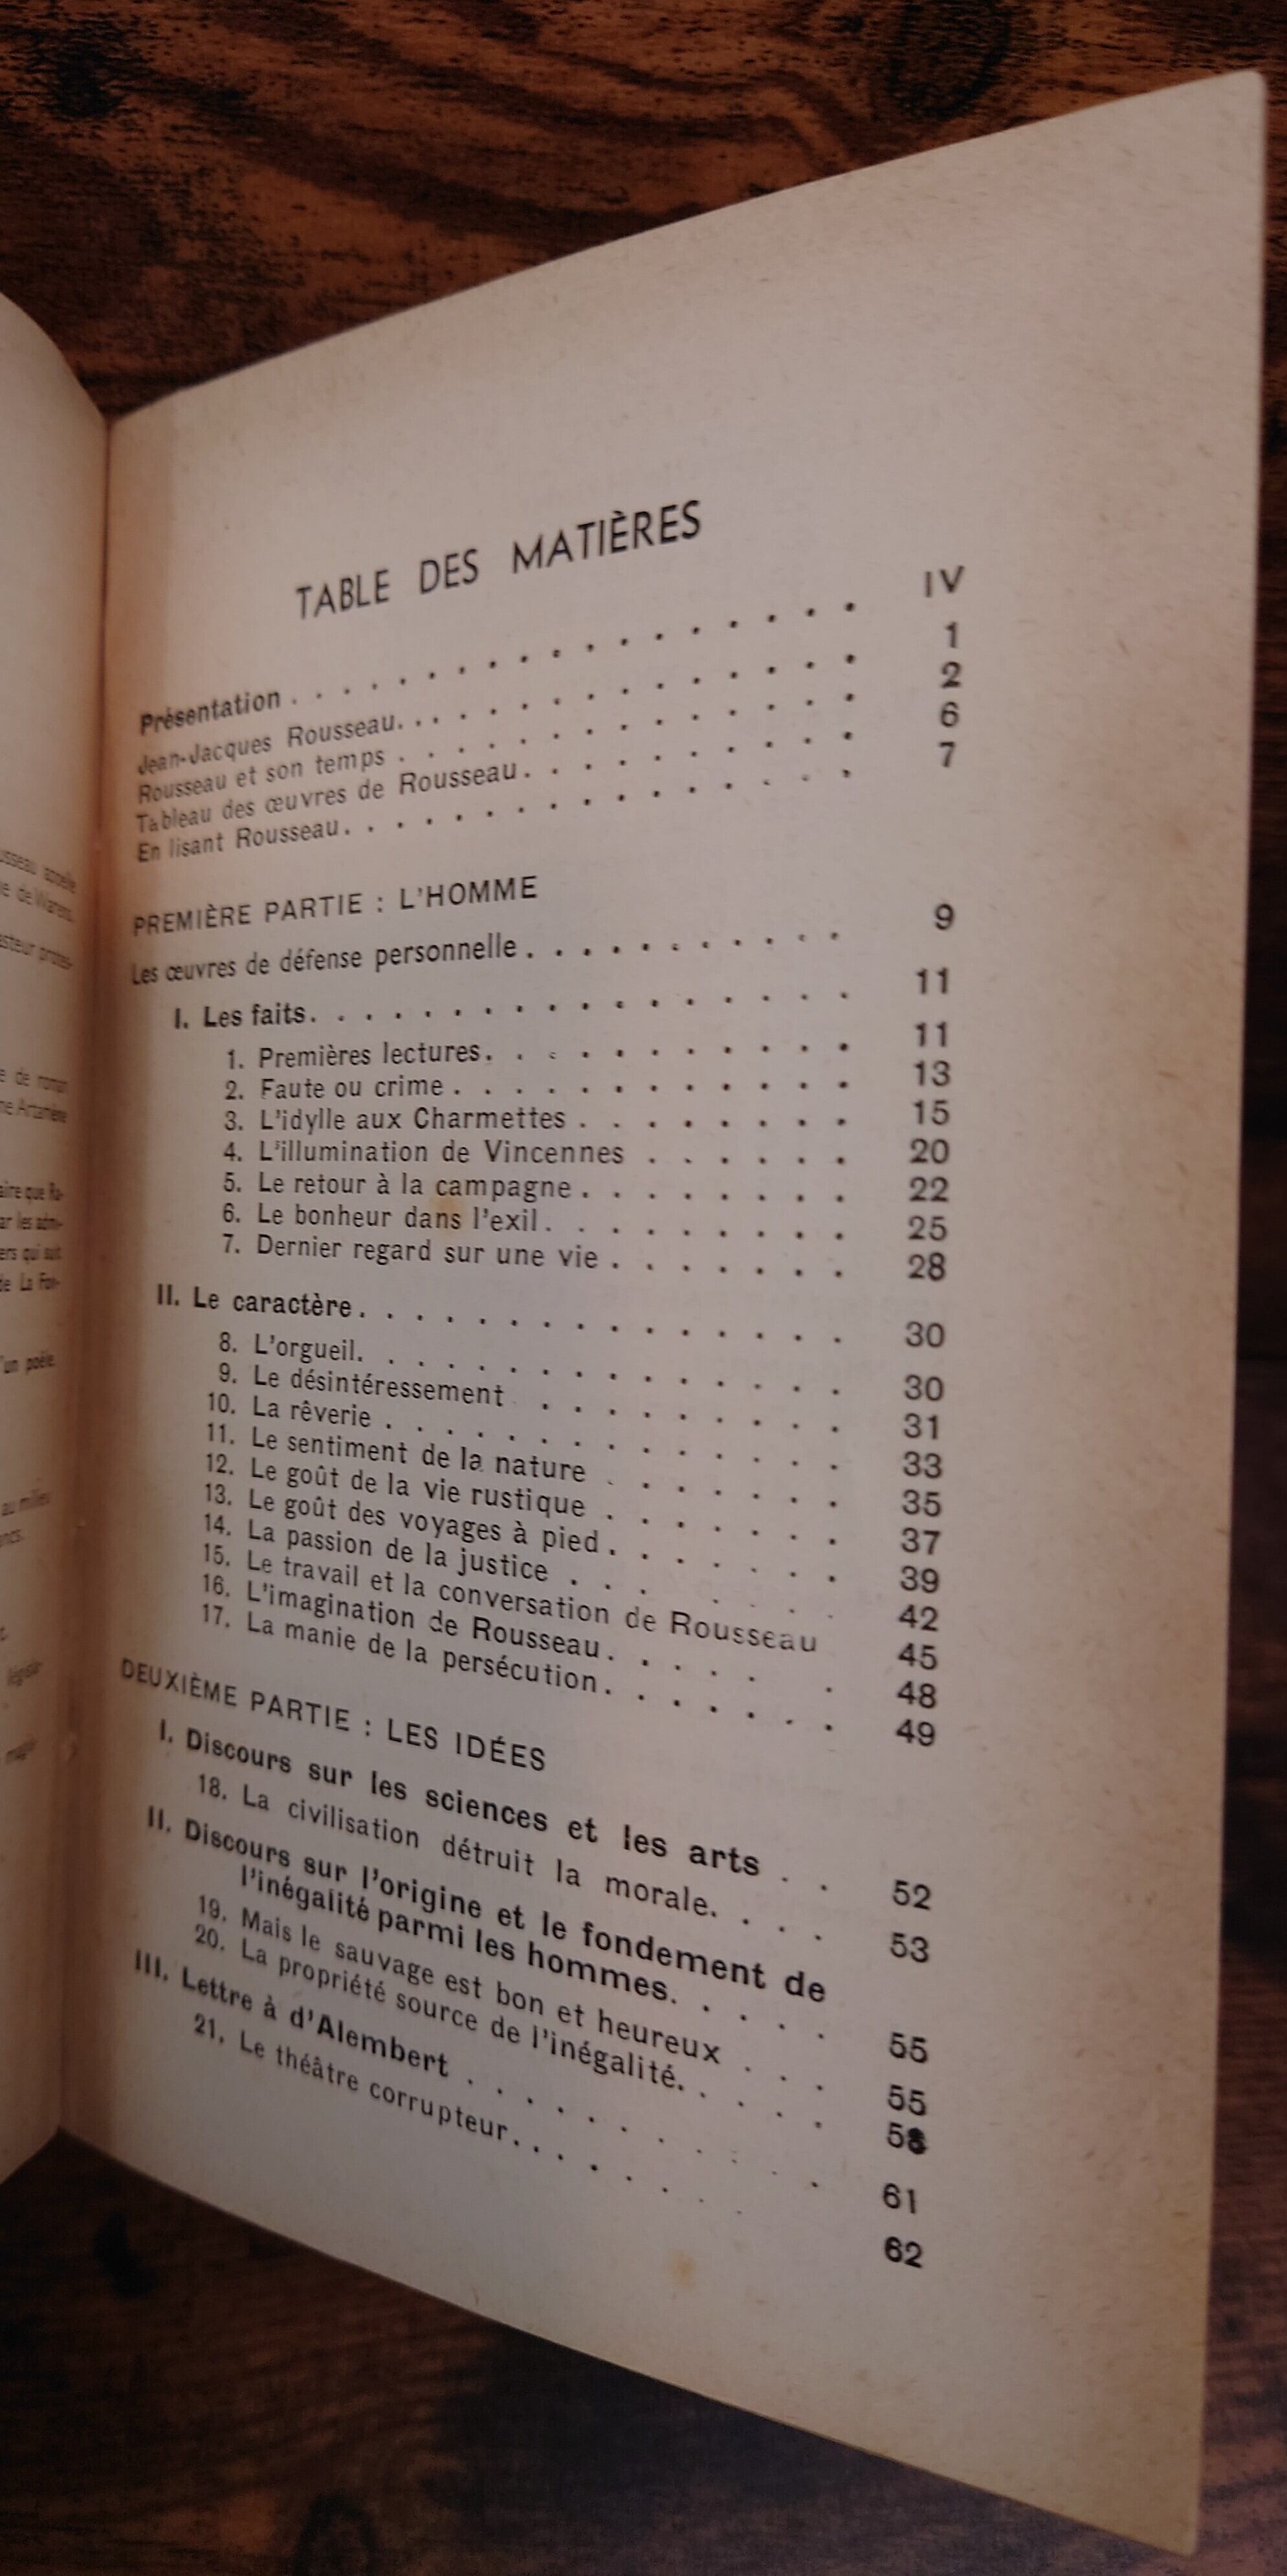 TABLE DES MATIÈRES
Présentation . . . . . . . . . . . . . . . . . . IV
Jean-Jacques Rousseau. . . . . . . . . . . . . . 1
Rousseau et son temps . . . . . . . . . . . . . . 2
Tableau des œuvres de Rousseau. . . . . . . . . . 6
En lisant Rousseau. . . . . . . . . . . . . . . . 7
PREMIÈRE PARTIE : L'HOMME
Les œuvres de défense personnelle . . . . . . . . . . . 9
I. Les faits. . . . . . . . . . . . . . . . . . . 11
1. Premières lectures. . . . . . . . . . . . 11
2. Faute ou crime . . . . . . . . . . . . . 13
3. L'idylle aux Charmettes . . . . . . . . 15
4. L'illumination de Vincennes . . . . . . 20
5. Le retour à la campagne . . . . . . . . 22
6. Le bonheur dans l'exil. . . . . . . . . 25
7. Dernier regard sur une vie . . . . . . . 28
II. Le caractère . . . . . . . . . . . . . . . . 30
8. L'orgueil. . . . . . . . . . . . . . . 30
9. Le désintéressement . . . . . . . . . . 31
10. La rêverie . . . . . . . . . . . . . . 33
11. Le sentiment de la nature . . . . . . . 35
12. Le goût de la vie rustique . . . . . . . 37
13. Le goût des voyages à pied . . . . . . . 39
14. La passion de la justice . . . . . . 42
15. Le travail et la conversation de Rousseau 45
16. L'imagination de Rousseau . . . . . . 48
17. La manie de la persécution . . . . . . . 49
DEUXIÈME PARTIE : LES IDÉES
I. Discours sur les sciences et les arts . . 52
18. La civilisation détruit la morale. . . . 53
II. Discours sur l'origine et le fondement de
l'inégalité parmi les hommes. . . . . 55
19. Mais le sauvage est bon et heureux . . . 55
20. La propriété source de l'inégalité. . . . . 58
III. Lettre à d'Alembert . . . . . . . . . . 61
21. Le théâtre corrupteur. . . . . . . . 62